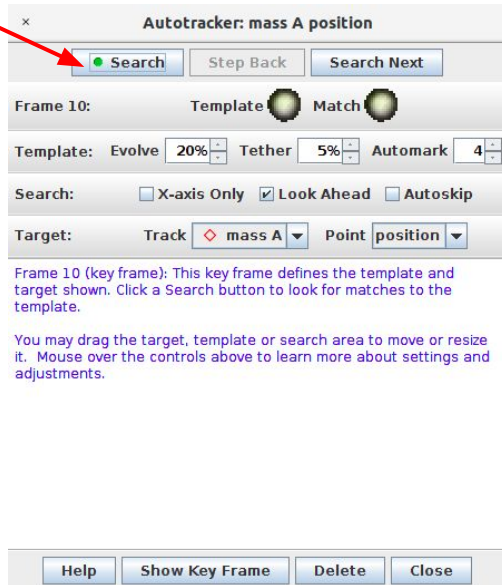 × Autotracker: mass A position
Search Step Back Search Next
Frame 10: Template Match
Template: Evolve 20% Tether 5% Automark 4
Search: X-axis Only Look Ahead Autoskip
Target: Track mass A Point position
Frame 10 (key frame): This key frame defines the template and
target shown. Click a Search button to look for matches to the
template.
You may drag the target, template or search area to move or resize
it. Mouse over the controls above to learn more about settings and
adjustments.
Help Show Key Frame Delete Close